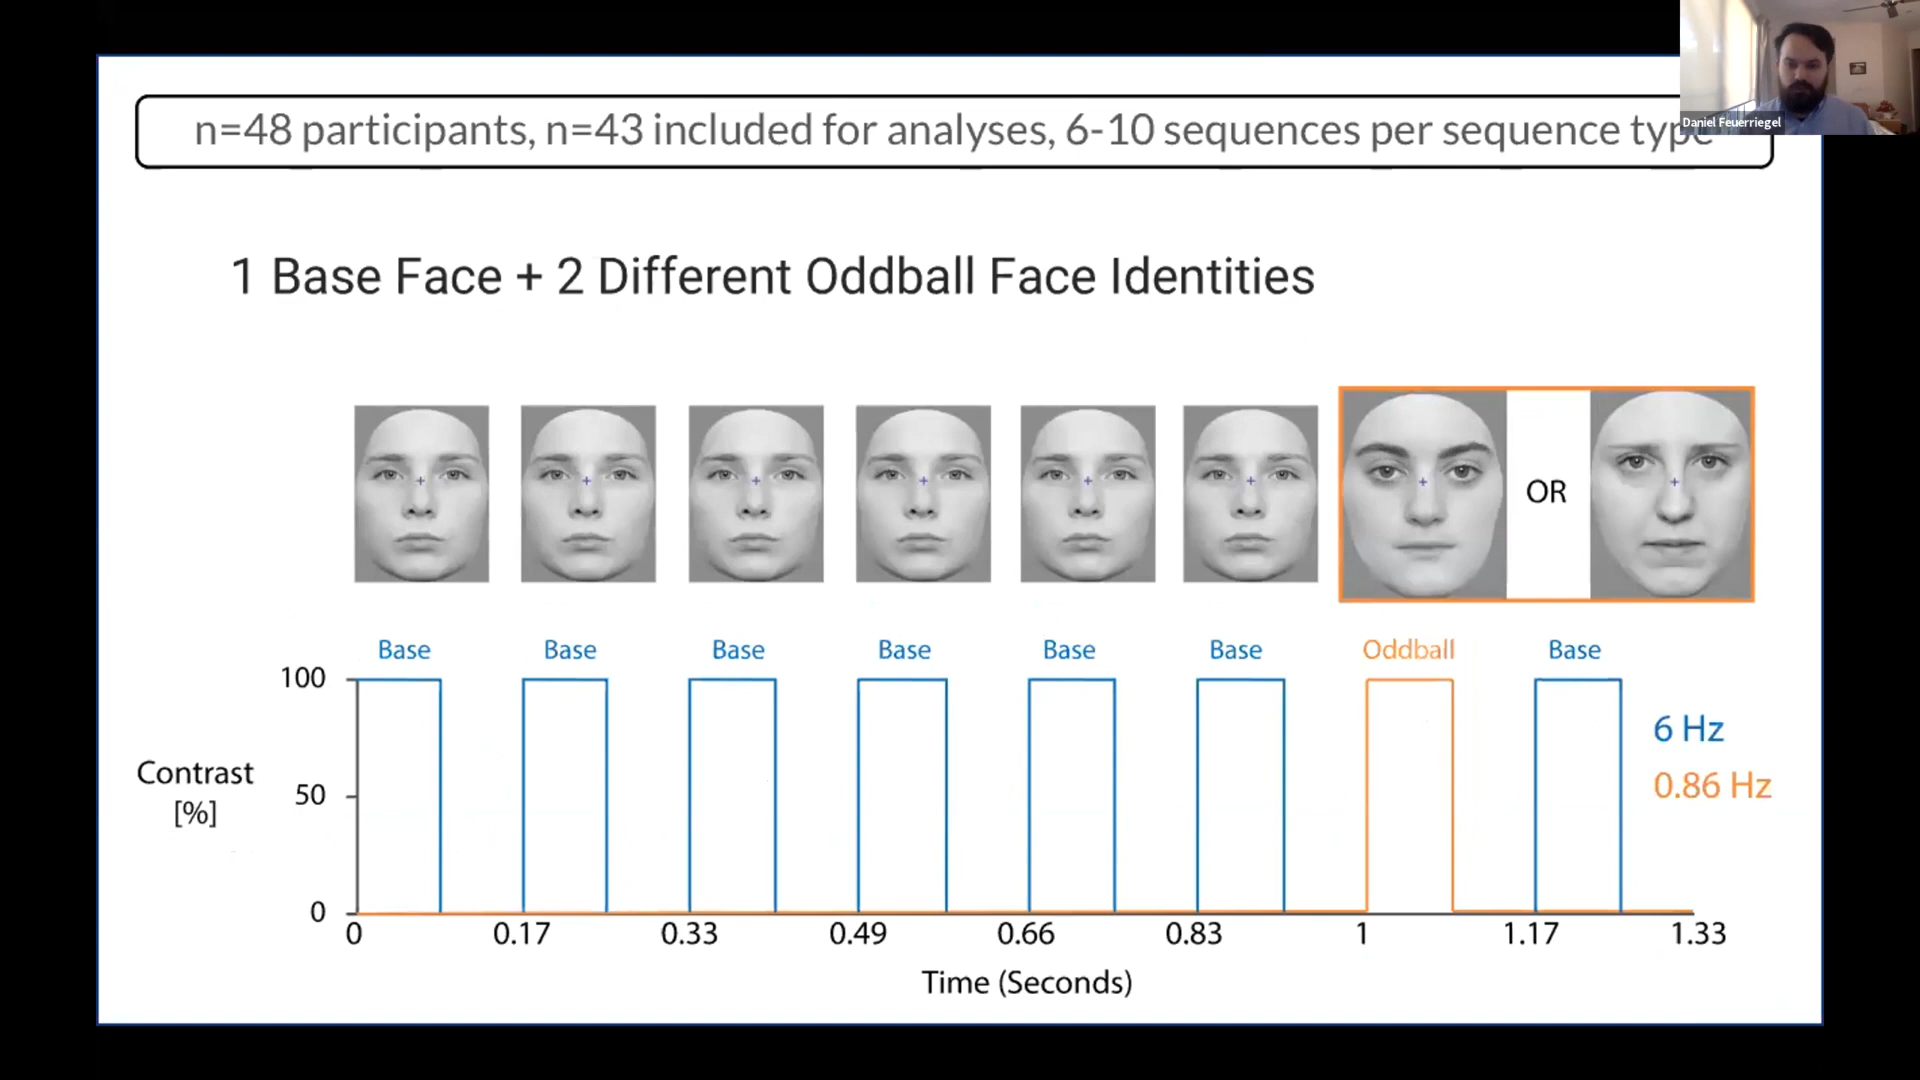 Daniel Feuerriegel
n=48 participants, n=43 included for analyses, 6-10 sequences per sequence type
1 Base Face + 2 Different Oddball Face Identities
OR
Base Base Base Base Base Base Oddball Base
100
6 Hz
Contrast
[%]
50
0.86 Hz
0
0 0.17 0.33 0.49 0.66 0.83 1 1.17 1.33
Time (Seconds)